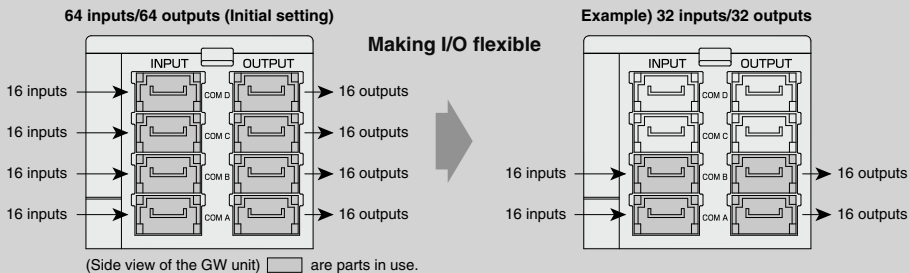 64 inputs/64 outputs (Initial setting)
Example) 32 inputs/32 outputs
Making I/O flexible
INPUT OUTPUT
16 inputs COM D 16 outputs
16 inputs COM C 16 outputs
16 inputs COM B 16 outputs
16 inputs COM A 16 outputs
(Side view of the GW unit) are parts in use.
INPUT OUTPUT
COM D
COM C
16 inputs COM B 16 outputs
16 inputs COM A 16 outputs